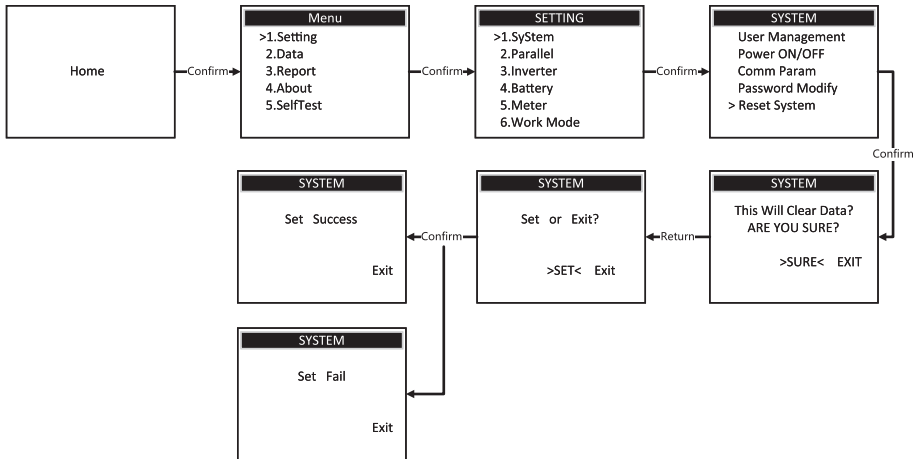 Home
Confirm
Menu
>1.Setting
2.Data
3.Report
4.About
5.SelfTest
Confirm
SETTING
>1.SyStem
2.Parallel
3.Inverter
4.Battery
5.Meter
6.Work Mode
Confirm
SYSTEM
User Management
Power ON/OFF
Comm Param
Password Modify
> Reset System
Confirm
SYSTEM
This Will Clear Data?
ARE YOU SURE?
>SURE< EXIT
Return
SYSTEM
Set or Exit?
>SET< Exit
Confirm
SYSTEM
Set Success
Exit
SYSTEM
Set Fail
Exit